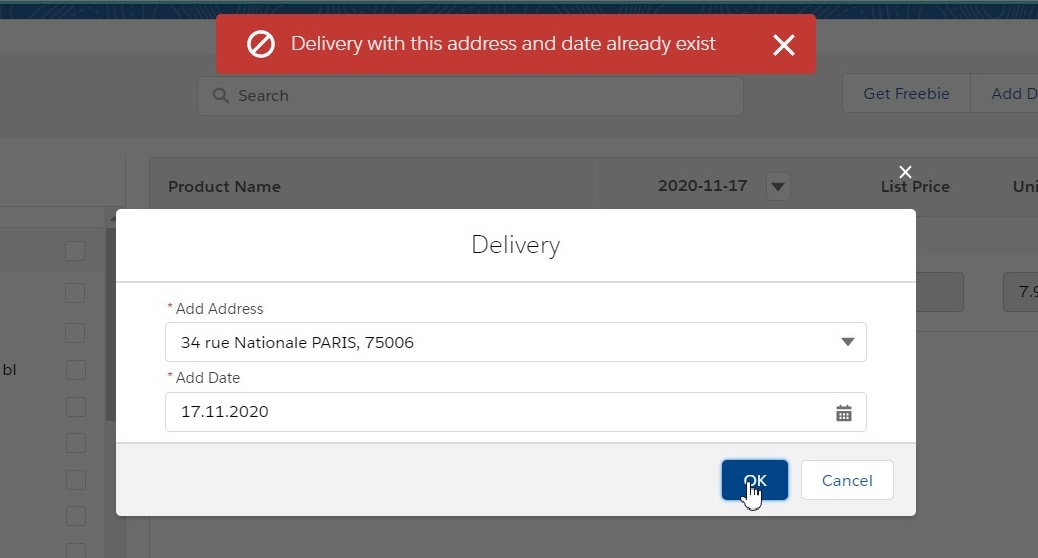 Delivery with this address and date already exist
Search
Get Freebie
Add D
Product Name
2020-11-17
List Price
Uni
Delivery
* Add Address
34 rue Nationale PARIS, 75006
* Add Date
17.11.2020
bl
7.9
OK
Cancel